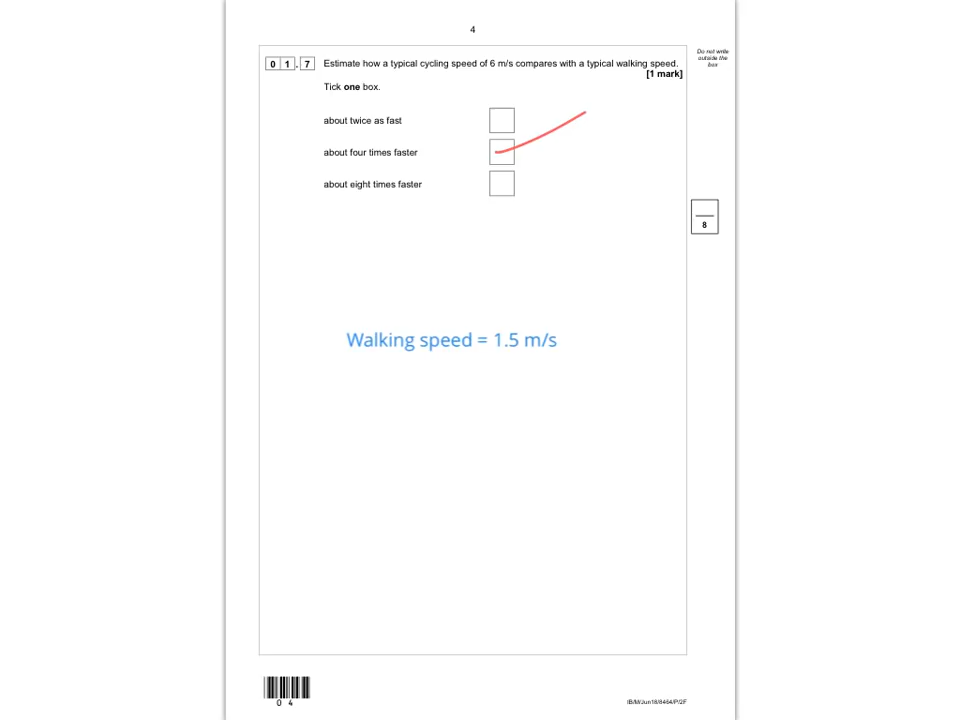 4
Do not write
outside the
box
0 1 . 7 Estimate how a typical cycling speed of 6 m/s compares with a typical walking speed.
[1 mark]
Tick one box.
about twice as fast
about four times faster
about eight times faster
8
Walking speed = 1.5 m/s
0 4
IB/M/Jun18/8464/P/2F